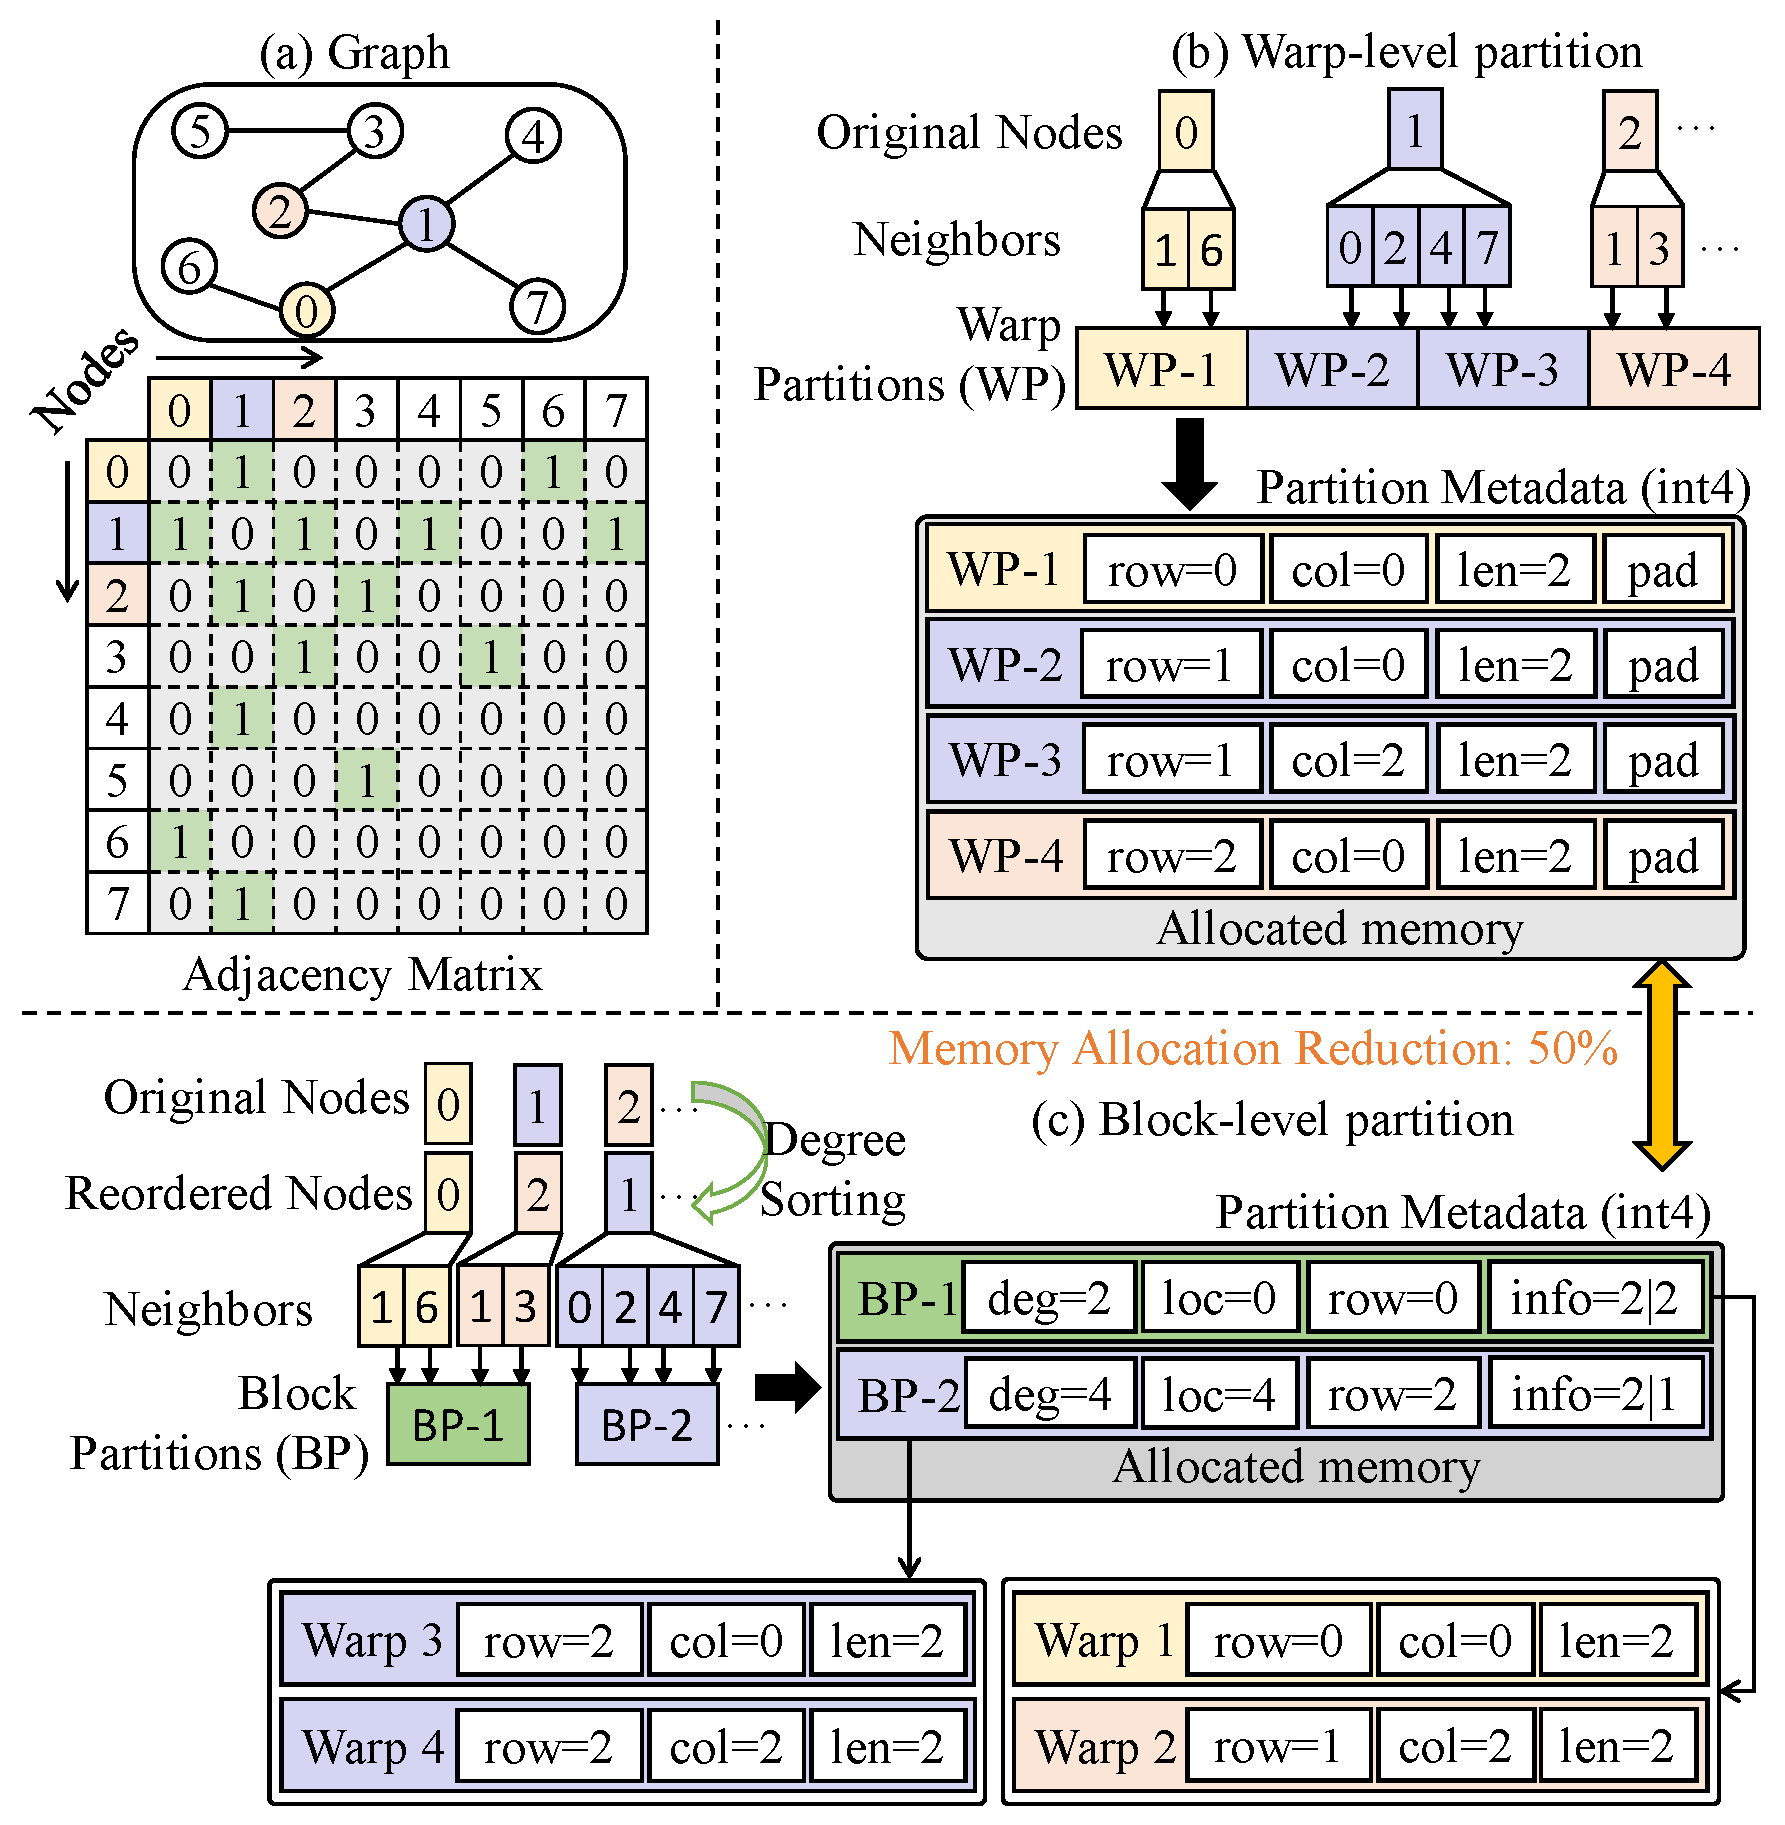 (a) Graph
5 3 4
2 1
6 0 7
Nodes
0 1 2 3 4 5 6 7
0 0 1 0 0 0 0 1 0
1 1 0 1 0 1 0 0 1
2 0 1 0 1 0 0 0 0
3 0 0 1 0 0 1 0 0
4 0 1 0 0 0 0 0 0
5 0 0 0 1 0 0 0 0
6 1 0 0 0 0 0 0 0
7 0 1 0 0 0 0 0 0
Adjacency Matrix
(b) Warp-level partition
Original Nodes 0 1 2 ...
Neighbors 1 6 0 2 4 7 1 3 ...
Warp
Partitions (WP) WP-1 WP-2 WP-3 WP-4
Partition Metadata (int4)
WP-1 row=0 col=0 len=2 pad
WP-2 row=1 col=0 len=2 pad
WP-3 row=1 col=2 len=2 pad
WP-4 row=2 col=0 len=2 pad
Allocated memory
Memory Allocation Reduction: 50%
(c) Block-level partition
Original Nodes 0 1 2 ...
Degree
Sorting
Reordered Nodes 0 2 1 ...
Neighbors 1 6 1 3 0 2 4 7 ...
Block
Partitions (BP) BP-1 BP-2 ...
Partition Metadata (int4)
BP-1 deg=2 loc=0 row=0 info=2|2
BP-2 deg=4 loc=4 row=2 info=2|1
Allocated memory
Warp 3 row=2 col=0 len=2
Warp 4 row=2 col=2 len=2
Warp 1 row=0 col=0 len=2
Warp 2 row=1 col=2 len=2